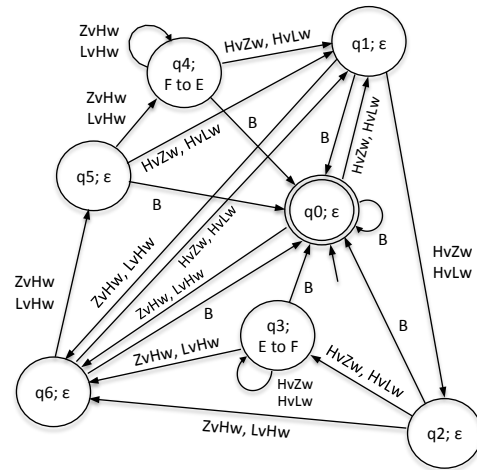 ZvHw
LvHw
q4;
F to E
HvZw, HvLw
q1; ε
ZvHw
LvHw
B
HvZw, HvLw
B
HvZw, HvLw
q5; ε
B
q0; ε
B
ZvHw, LvHw
HvZw, HvLw
ZvHw, LvHw
HvZw
HvLw
ZvHw
LvHw
B
B
q3;
E to F
B
ZvHw, LvHw
HvZw, HvLw
HvZw
HvLw
q6; ε
ZvHw, LvHw
q2; ε